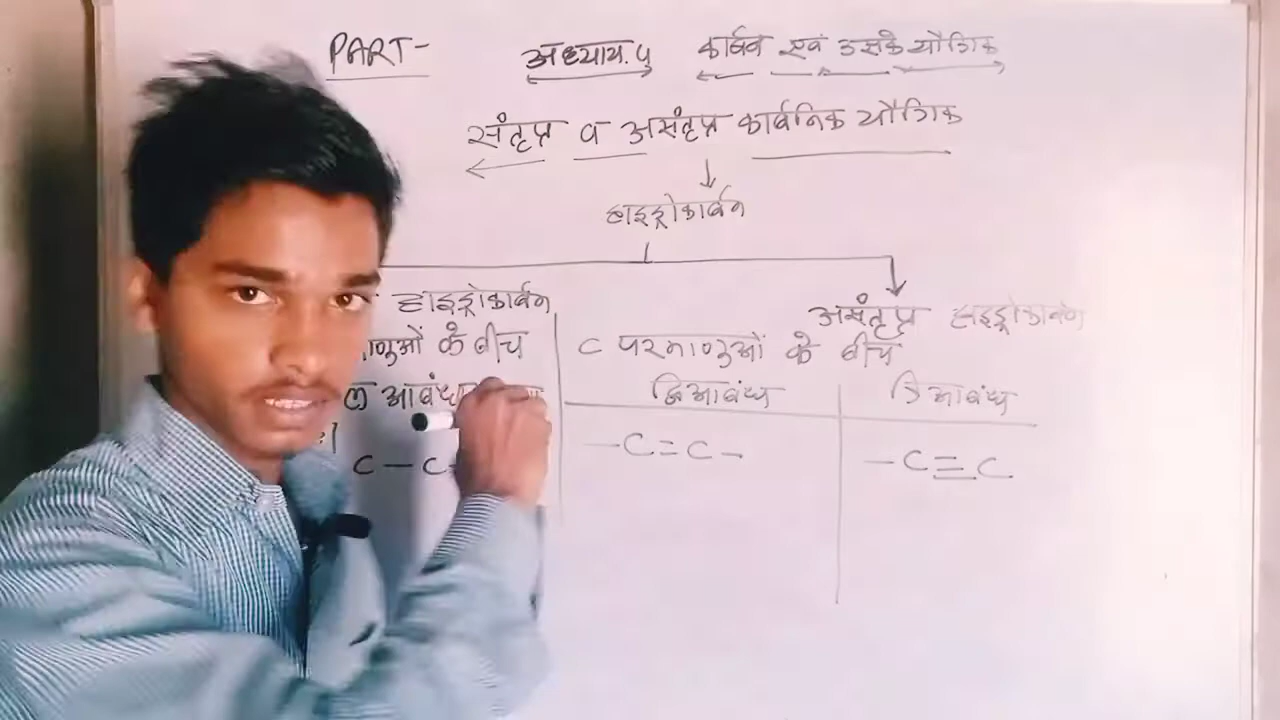 PART- अध्याय.4 कार्बन एवं उसके यौगिक
संतृप्त व असंतृप्त कार्बनिक यौगिक
हाइड्रोकार्बन
हाइड्रोकार्बन असंतृप्त हाइड्रोकार्बन
के बीच C परमाणुओं के बीच
आबंध द्विआबंध त्रिआबंध
C - C -C=C- -C≡C